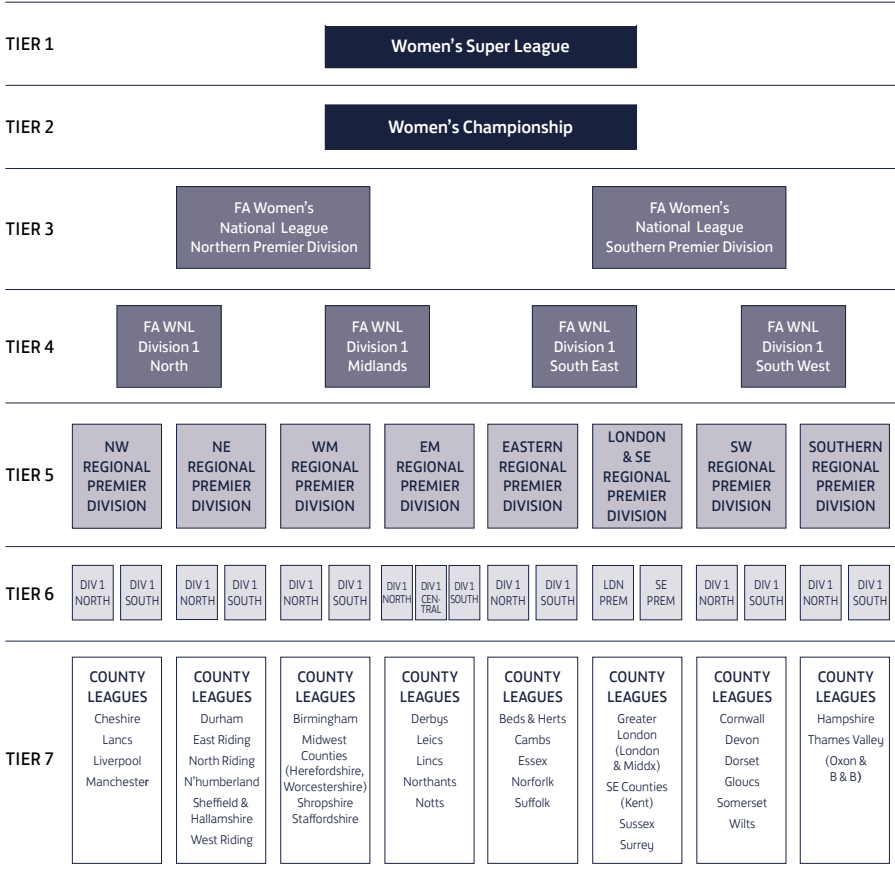 TIER 1
Women's Super League
TIER 2
Women's Championship
TIER 3
FA Women's
National League
Northern Premier Division
FA Women's
National League
Southern Premier Division
TIER 4
FA WNL
Division 1
North
FA WNL
Division 1
Midlands
FA WNL
Division 1
South East
FA WNL
Division 1
South West
TIER 5
NW
REGIONAL
PREMIER
DIVISION
NE
REGIONAL
PREMIER
DIVISION
WM
REGIONAL
PREMIER
DIVISION
EM
REGIONAL
PREMIER
DIVISION
EASTERN
REGIONAL
PREMIER
DIVISION
LONDON
& SE
REGIONAL
PREMIER
DIVISION
SW
REGIONAL
PREMIER
DIVISION
SOUTHERN
REGIONAL
PREMIER
DIVISION
TIER 6
DIV 1
NORTH
DIV 1
SOUTH
DIV 1
NORTH
DIV 1
SOUTH
DIV 1
NORTH
DIV 1
SOUTH
DIV 1
NORTH
DIV 1
CEN-
TRAL
DIV 1
SOUTH
DIV 1
NORTH
DIV 1
SOUTH
LDN
PREM
SE
PREM
DIV 1
NORTH
DIV 1
SOUTH
DIV 1
NORTH
DIV 1
SOUTH
TIER 7
COUNTY
LEAGUES
Cheshire
Lancs
Liverpool
Manchester
COUNTY
LEAGUES
Durham
East Riding
North Riding
N'humberland
Sheffield &
Hallamshire
West Riding
COUNTY
LEAGUES
Birmingham
Midwest
Counties
(Herefordshire,
Worcestershire)
Shropshire
Staffordshire
COUNTY
LEAGUES
Derbys
Leics
Lincs
Northants
Notts
COUNTY
LEAGUES
Beds & Herts
Cambs
Essex
Norforlk
Suffolk
COUNTY
LEAGUES
Greater
London
(London
& Middx)
SE Counties
(Kent)
Sussex
Surrey
COUNTY
LEAGUES
Cornwall
Devon
Dorset
Gloucs
Somerset
Wilts
COUNTY
LEAGUES
Hampshire
Thames Valley
(Oxon &
B & B)